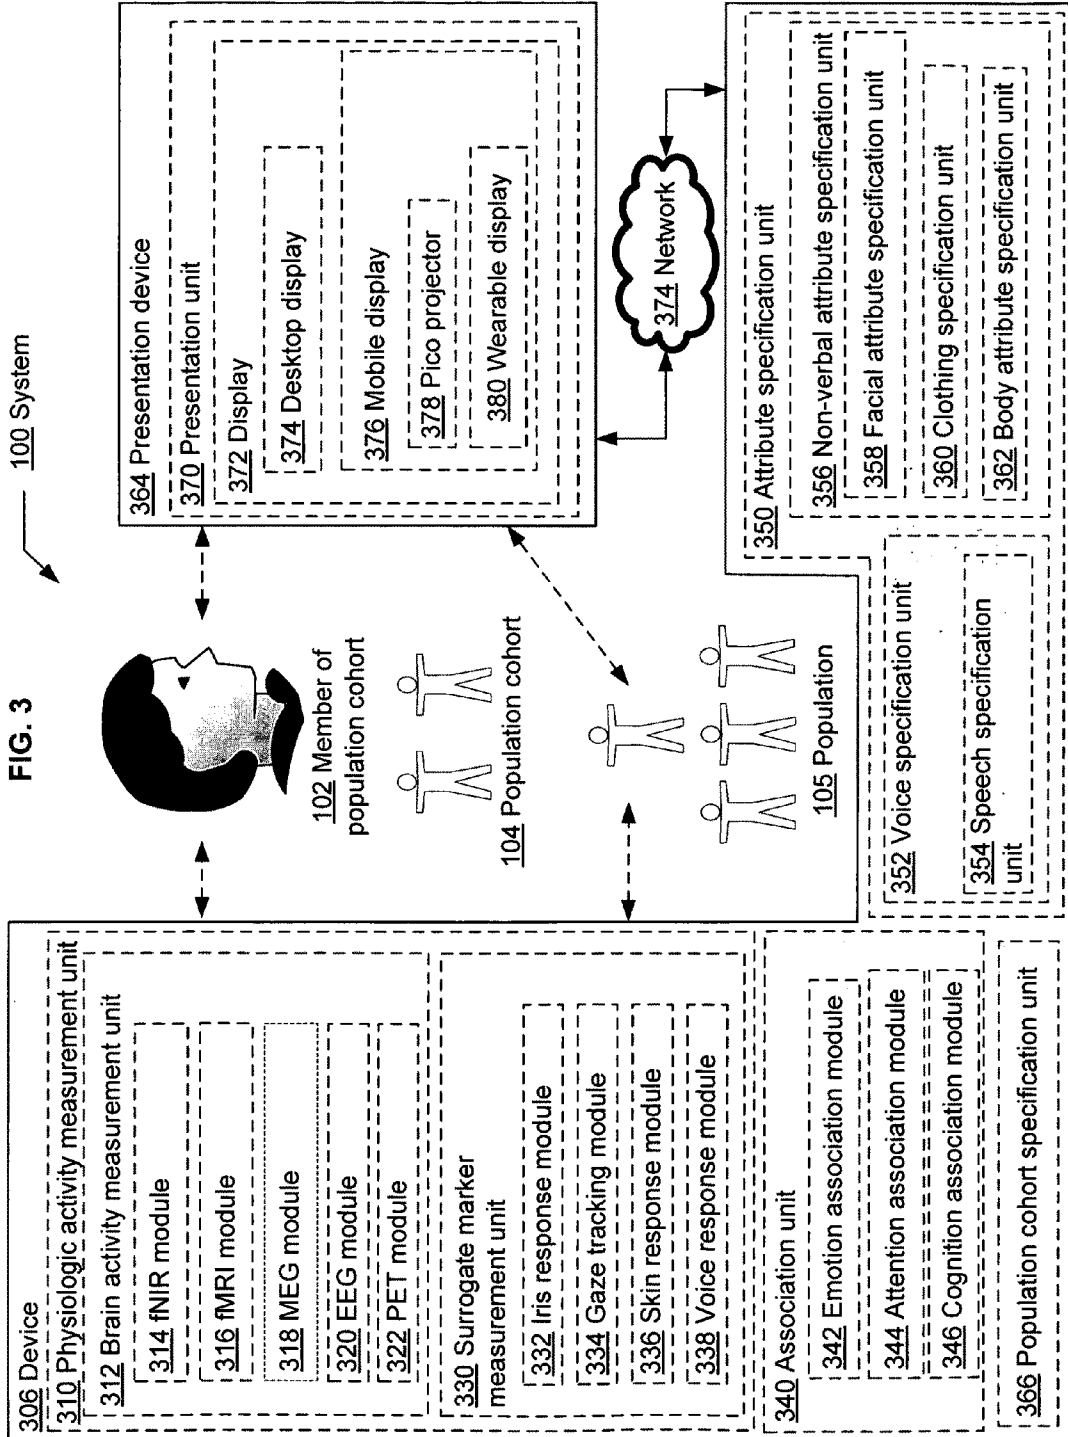 FIG. 3
100 System
306 Device
310 Physiologic activity measurement unit
312 Brain activity measurement unit
314 fNIR module
316 fMRI module
318 MEG module
320 EEG module
322 PET module
330 Surrogate marker
measurement unit
332 Iris response module
334 Gaze tracking module
336 Skin response module
338 Voice response module
340 Association unit
342 Emotion association module
344 Attention association module
346 Cognition association module
366 Population cohort specification unit
102 Member of
population cohort
104 Population cohort
105 Population
352 Voice specification unit
354 Speech specification
unit
364 Presentation device
370 Presentation unit
372 Display
374 Desktop display
376 Mobile display
378 Pico projector
380 Wearable display
374 Network
350 Attribute specification unit
356 Non-verbal attribute specification unit
358 Facial attribute specification unit
360 Clothing specification unit
362 Body attribute specification unit